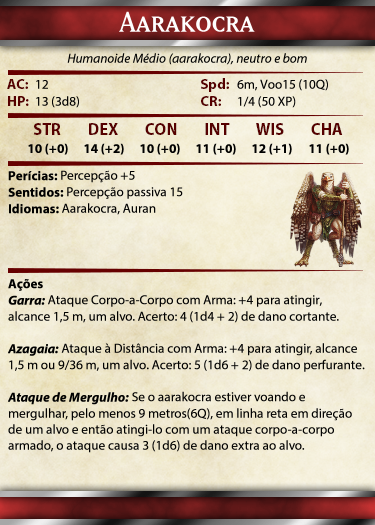 AARAKOCRA
Humanoide Médio (aarakocra), neutro e bom
AC: 12 Spd: 6m, Voo15 (10Q)
HP: 13 (3d8) CR: 1/4 (50 XP)
STR DEX CON INT WIS CHA
10 (+0) 14 (+2) 10 (+0) 11 (+0) 12 (+1) 11 (+0)
Perícias: Percepção +5
Sentidos: Percepção passiva 15
Idiomas: Aarakocra, Auran
Ações
Garra: Ataque Corpo-a-Corpo com Arma: +4 para atingir,
alcance 1,5 m, um alvo. Acerto: 4 (1d4 + 2) de dano cortante.
Azagaia: Ataque à Distância com Arma: +4 para atingir, alcance
1,5 m ou 9/36 m, um alvo. Acerto: 5 (1d6 + 2) de dano perfurante.
Ataque de Mergulho: Se o aarakocra estiver voando e
mergulhar, pelo menos 9 metros(6Q), em linha reta em direção
de um alvo e então atingi-lo com um ataque corpo-a-corpo
armado, o ataque causa 3 (1d6) de dano extra ao alvo.